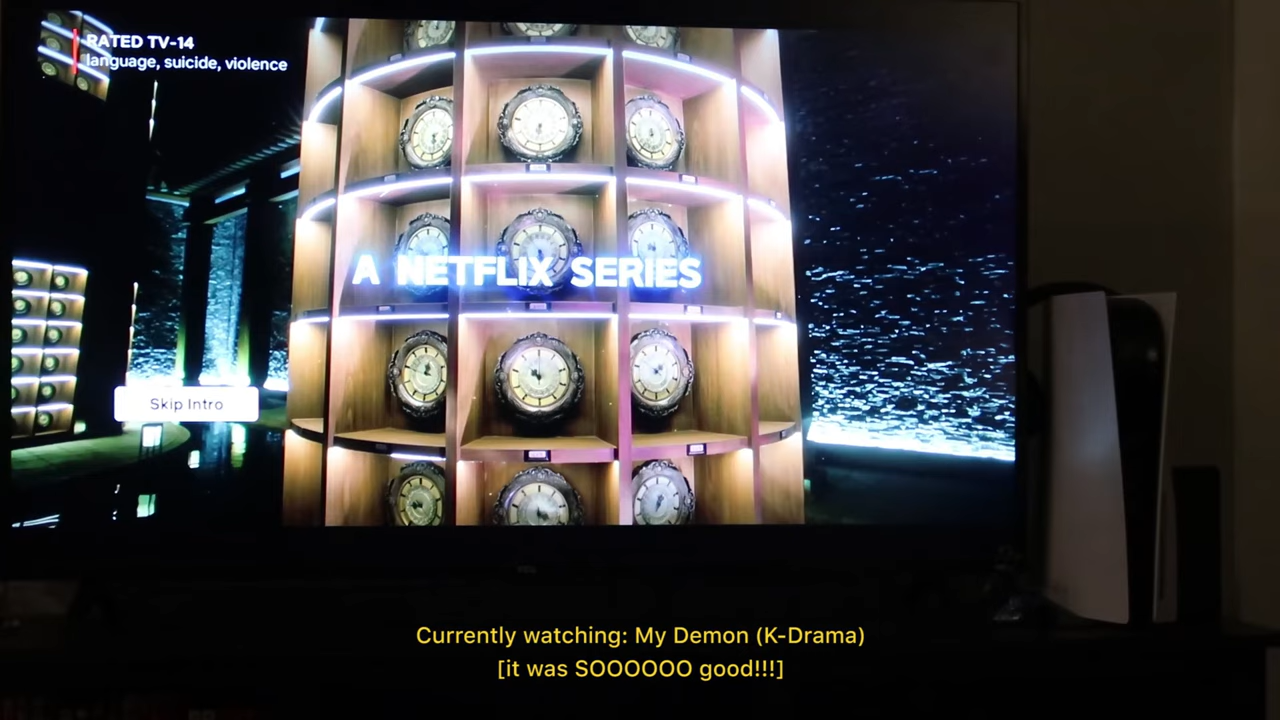 RATED TV-14
language, suicide, violence
A NETFLIX SERIES
Skip Intro
Currently watching: My Demon (K-Drama)
[it was SOOOOOO good!!!]